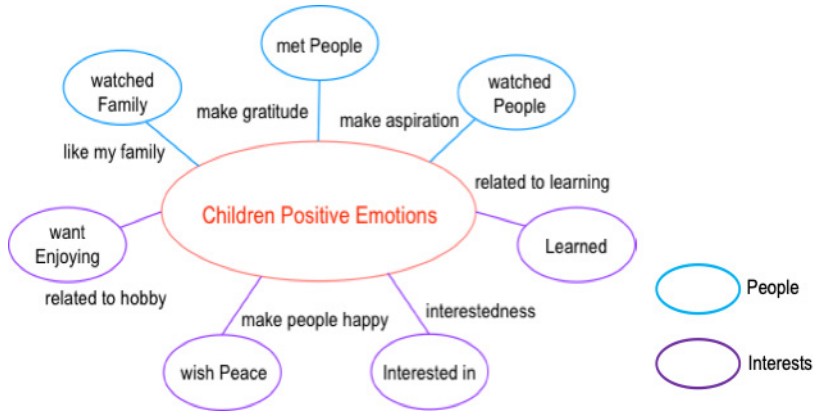 met People
watched
Family
watched
People
make gratitude
make aspiration
like my family
related to learning
Children Positive Emotions
want
Enjoying
Learned
related to hobby
People
interestedness
make people happy
wish Peace
Interested in
Interests